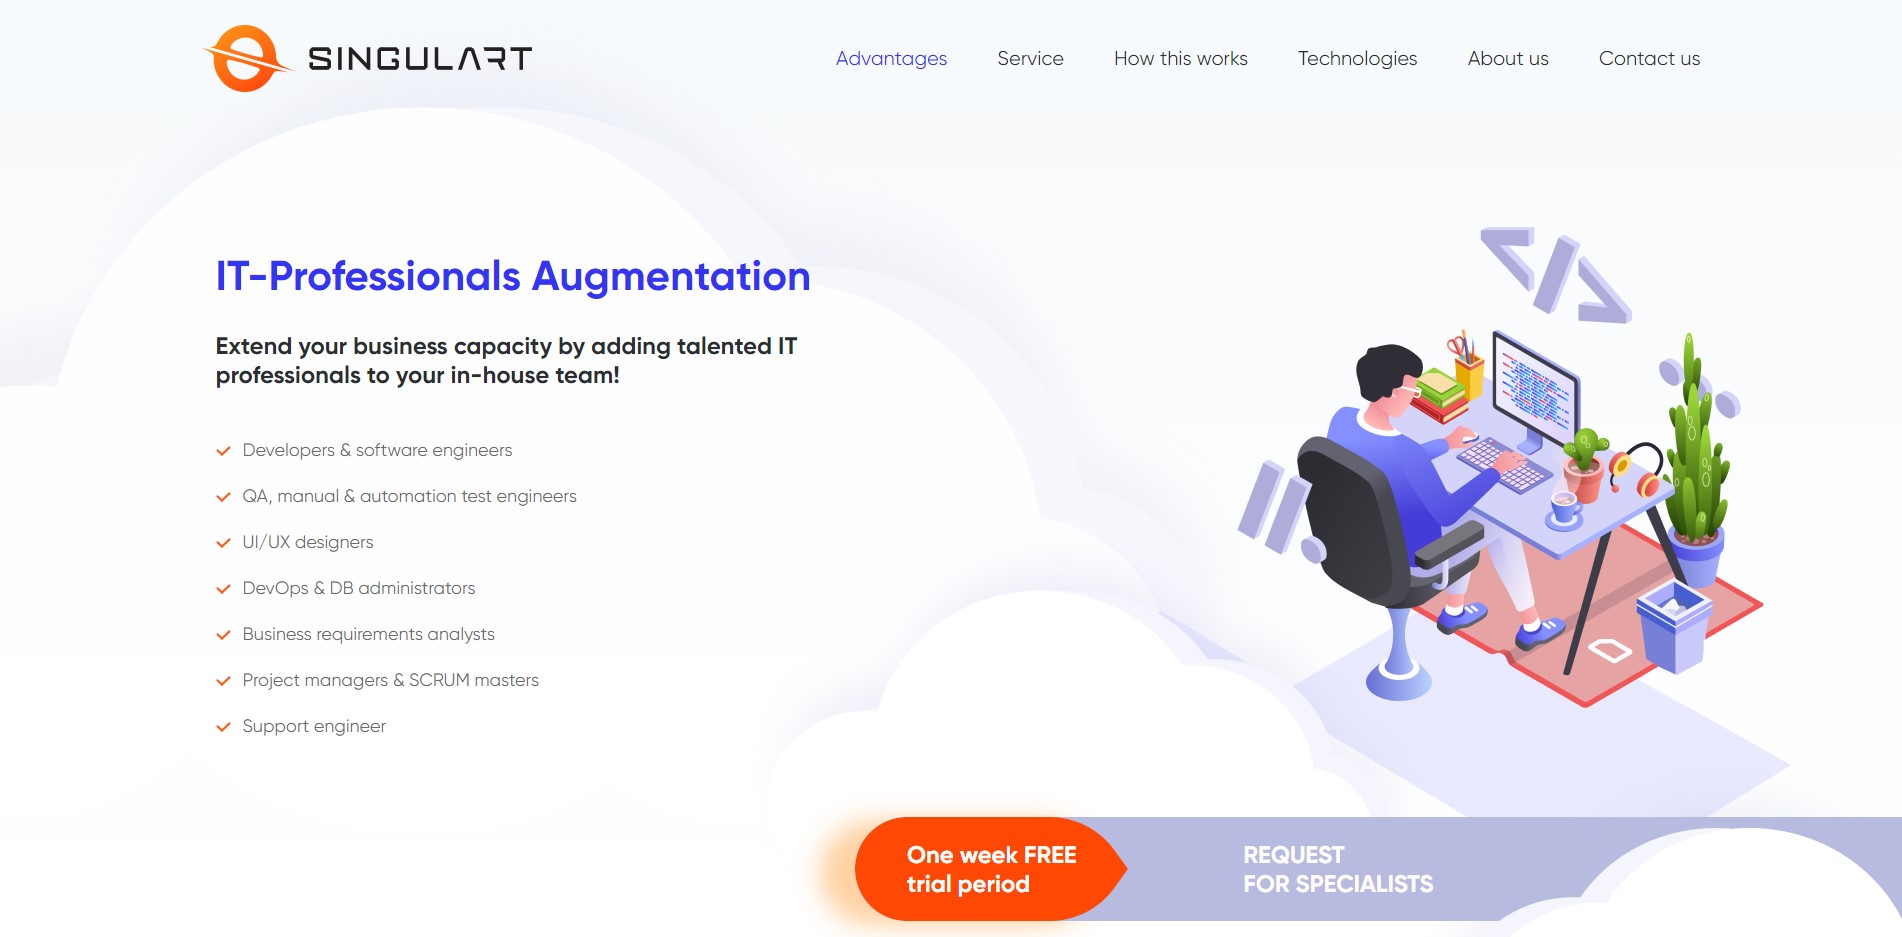 SINGULART
Advantages
Service
How this works
Technologies
About us
Contact us
IT-Professionals Augmentation
Extend your business capacity by adding talented IT
professionals to your in-house team!
Developers & software engineers
QA, manual & automation test engineers
UI/UX designers
DevOps & DB administrators
Business requirements analysts
Project managers & SCRUM masters
Support engineer
</>
//
One week FREE
trial period
REQUEST
FOR SPECIALISTS